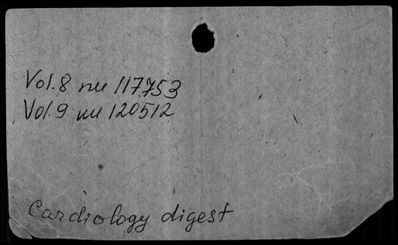 Vol. 8 nu 117753
Vol. 9 nu 120512
Cardiology digest